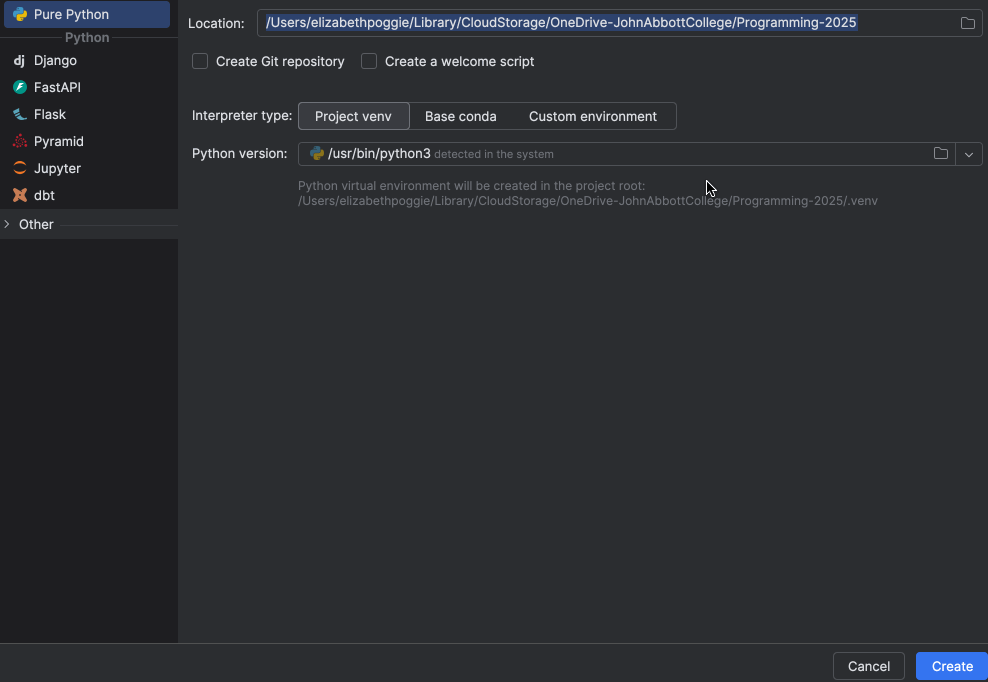 Pure Python
Python
dj Django
FastAPI
Flask
Pyramid
Jupyter
dbt
Other
Location: /Users/elizabethpoggie/Library/CloudStorage/OneDrive-JohnAbbottCollege/Programming-2025
Create Git repository Create a welcome script
Interpreter type: Project venv Base conda Custom environment
Python version: /usr/bin/python3 detected in the system
Python virtual environment will be created in the project root:
/Users/elizabethpoggie/Library/CloudStorage/OneDrive-JohnAbbottCollege/Programming-2025/.venv
Cancel Create